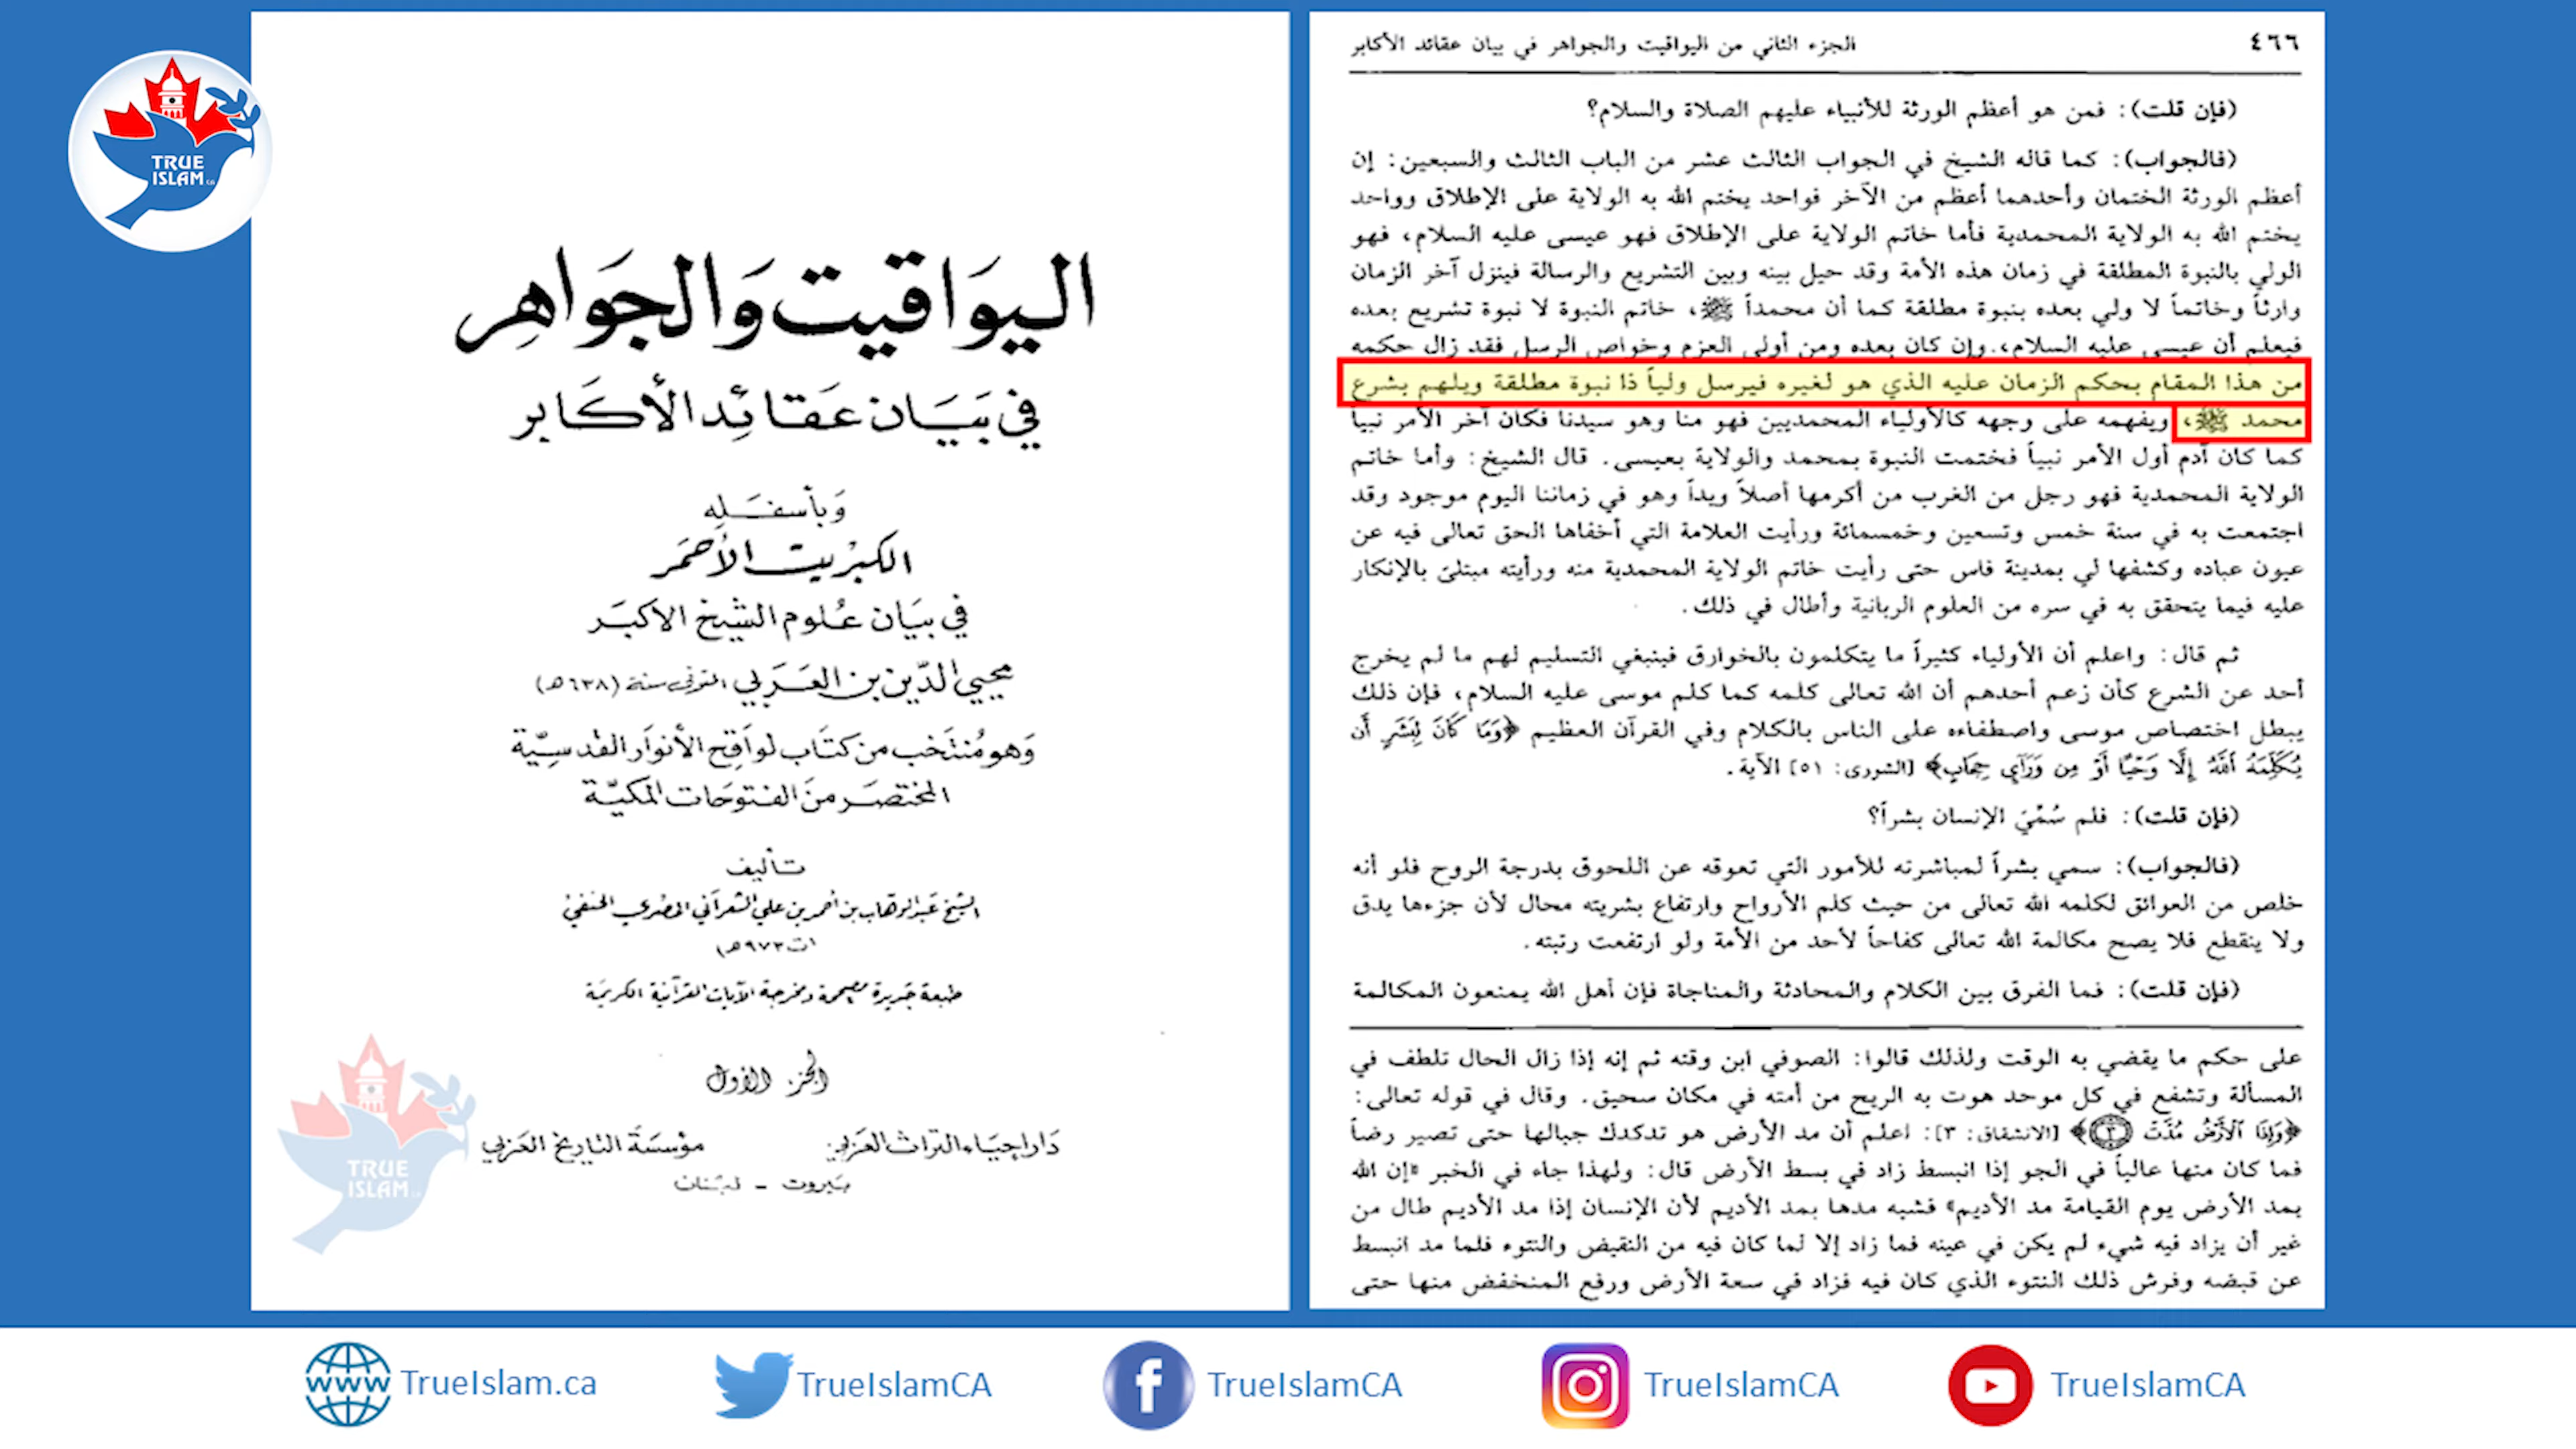 TRUE
ISLAM.ca
اليواقيت والجواهر
في بيان عقائد الأكابر
وبأسفله
الكبريت الأحمر
في بيان علوم الشيخ الأكبر
محيي الدين بن العربي المتوفى سنة (٦٣٨ هـ)
وهو منتخب من كتاب لواقح الأنوار القدسية
المختصر من الفتوحات المكية
تأليف
الشيخ عبد الوهاب بن أحمد بن علي الشعراني المصري الحنفي
(ت ٩٧٣ هـ)
طبعة جديدة مصححة ومخرجة الآيات القرآنية الكريمة
الجزء الأول
دار إحياء التراث العربي
مؤسسة التاريخ العربي
بيروت - لبنان
TRUE
ISLAM.ca
٤٦٦
الجزء الثاني من اليواقيت والجواهر في بيان عقائد الأكابر
(فإن قلت): فمن هو أعظم الورثة للأنبياء عليهم الصلاة والسلام؟
(فالجواب): كما قاله الشيخ في الجواب الثالث عشر من الباب الثالث والسبعين: إن
أعظم الورثة الختمان وأحدهما أعظم من الآخر فواحد يختم الله به الولاية على الإطلاق وواحد
يختم الله به الولاية المحمدية فأما خاتم الولاية على الإطلاق فهو عيسى عليه السلام، فهو
الولي بالنبوة المطلقة في زمان هذه الأمة وقد حيل بينه وبين التشريع والرسالة فينزل آخر الزمان
وارثاً وخاتماً لا ولي بعده بنبوة مطلقة كما أن محمداً ﷺ، خاتم النبوة لا نبوة تشريع بعده
فيعلم أن عيسى عليه السلام، وإن كان بعده ومن أولي العزم وخواص الرسل فقد زال حكمه
من هذا المقام بحكم الزمان عليه الذي هو لغيره فيرسل ولياً ذا نبوة مطلقة ويلهم بشرع
محمد ﷺ، ويفهمه على وجهه كالأولياء المحمديين فهو منا وهو سيدنا فكان آخر الأمر نبياً
كما كان آدم أول الأمر نبياً فختمت النبوة بمحمد والولاية بعيسى. قال الشيخ: وأما خاتم
الولاية المحمدية فهو رجل من الغرب من أكرمها أصلاً ويداً وهو في زماننا اليوم موجود وقد
اجتمعت به في سنة خمس وتسعين وخمسمائة ورأيت العلامة التي أخفاها الحق تعالى فيه عن
عيون عباده وكشفها لي بمدينة فاس حتى رأيت خاتم الولاية المحمدية منه ورأيته مبتلئ بالإنكار
عليه فيما يتحقق به في سره من العلوم الربانية وأطال في ذلك.
ثم قال: واعلم أن الأولياء كثيراً ما يتكلمون بالخوارق فينبغي التسليم لهم ما لم يخرج
أحد عن الشرع كأن زعم أحدهم أن الله تعالى كلمه كما كلم موسى عليه السلام، فإن ذلك
يبطل اختصاص موسى واصطفاءه على الناس بالكلام وفي القرآن العظيم ﴿وَمَا كَانَ لِبَشَرٍ أَن
يُكَلِّمَهُ اللَّهُ إِلَّا وَحْيًا أَوْ مِن وَرَآيِ حِجَابٍ﴾ [الشورى: ٥١] الآية.
(فإن قلت): فلم سُمِّيَ الإنسان بشراً؟
(فالجواب): سمي بشراً لمباشرته للأمور التي تعوقه عن اللحوق بدرجة الروح فلو أنه
خلص من العوائق لكلمه الله تعالى من حيث كلم الأرواح وارتفاع بشريته محال لأن جزءها يدق
ولا ينقطع فلا يصح مكالمة الله تعالى كفاحاً لأحد من الأمة ولو ارتفعت رتبته.
(فإن قلت): فما الفرق بين الكلام والمحادثة والمناجاة فإن أهل الله يمنعون المكالمة
على حكم ما يقضي به الوقت ولذلك قالوا: الصوفي ابن وقته ثم إنه إذا زال الحال تلطف في
المسألة وتشفع في كل موحد هوت به الريح من أمته في مكان سحيق. وقال في قوله تعالى:
﴿وَإِذَا الْأَرْضُ مُدَّتْ ٣﴾ [الانشقاق: ٣]: اعلم أن مد الأرض هو تدكدك جبالها حتى تصير رضاً
فما كان منها عالياً في الجو إذا انبسط زاد في بسط الأرض قال: ولهذا جاء في الخبر «إن الله
يمد الأرض يوم القيامة مد الأديم» فشبه مدها بمد الأديم لأن الإنسان إذا مد الأديم طال من
غير أن يزاد فيه شيء لم يكن في عينه فما زاد إلا لما كان فيه من النقيض والنتوء فلما مد انبسط
عن قبضه وفرش ذلك النتوء الذي كان فيه فزاد في سعة الأرض ورفع المنخفض منها حتى
www TrueIslam.ca
TrueIslamCA
TrueIslamCA
TrueIslamCA
TrueIslamCA